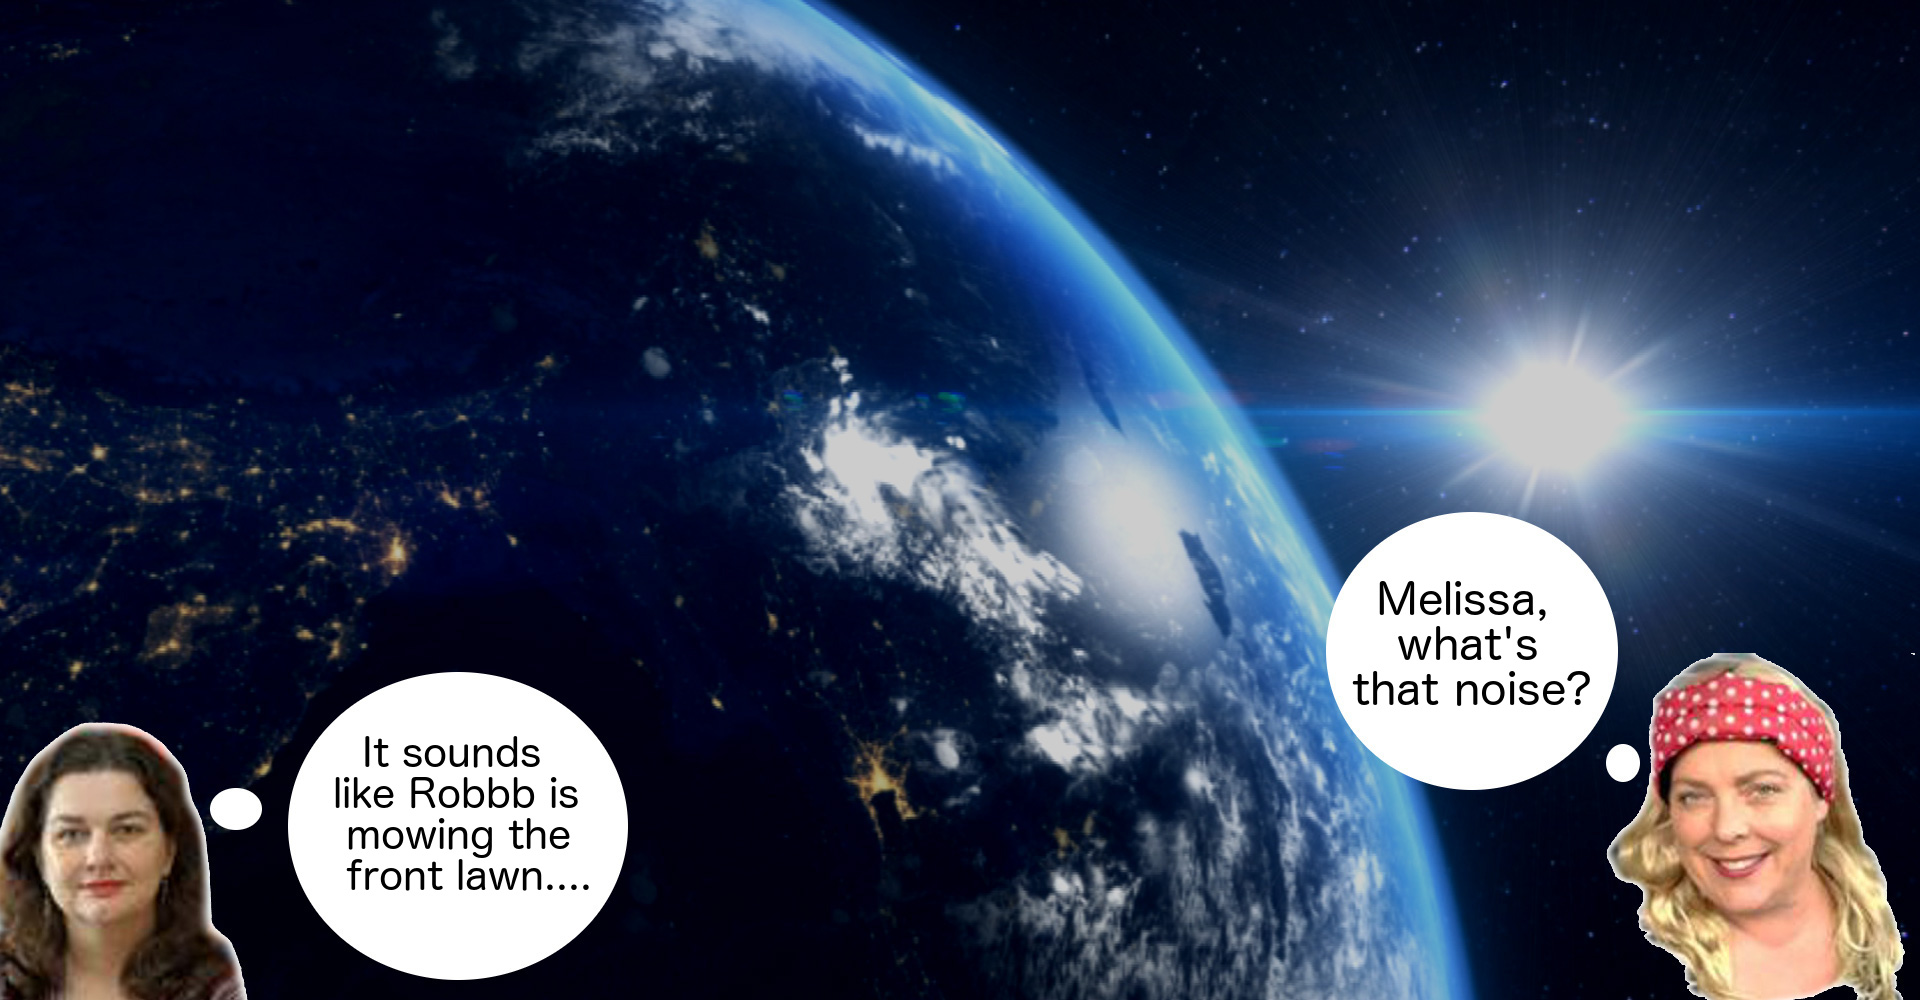 Melissa,
what's
that noise?
It sounds
like Robbb is
mowing the
front lawn....